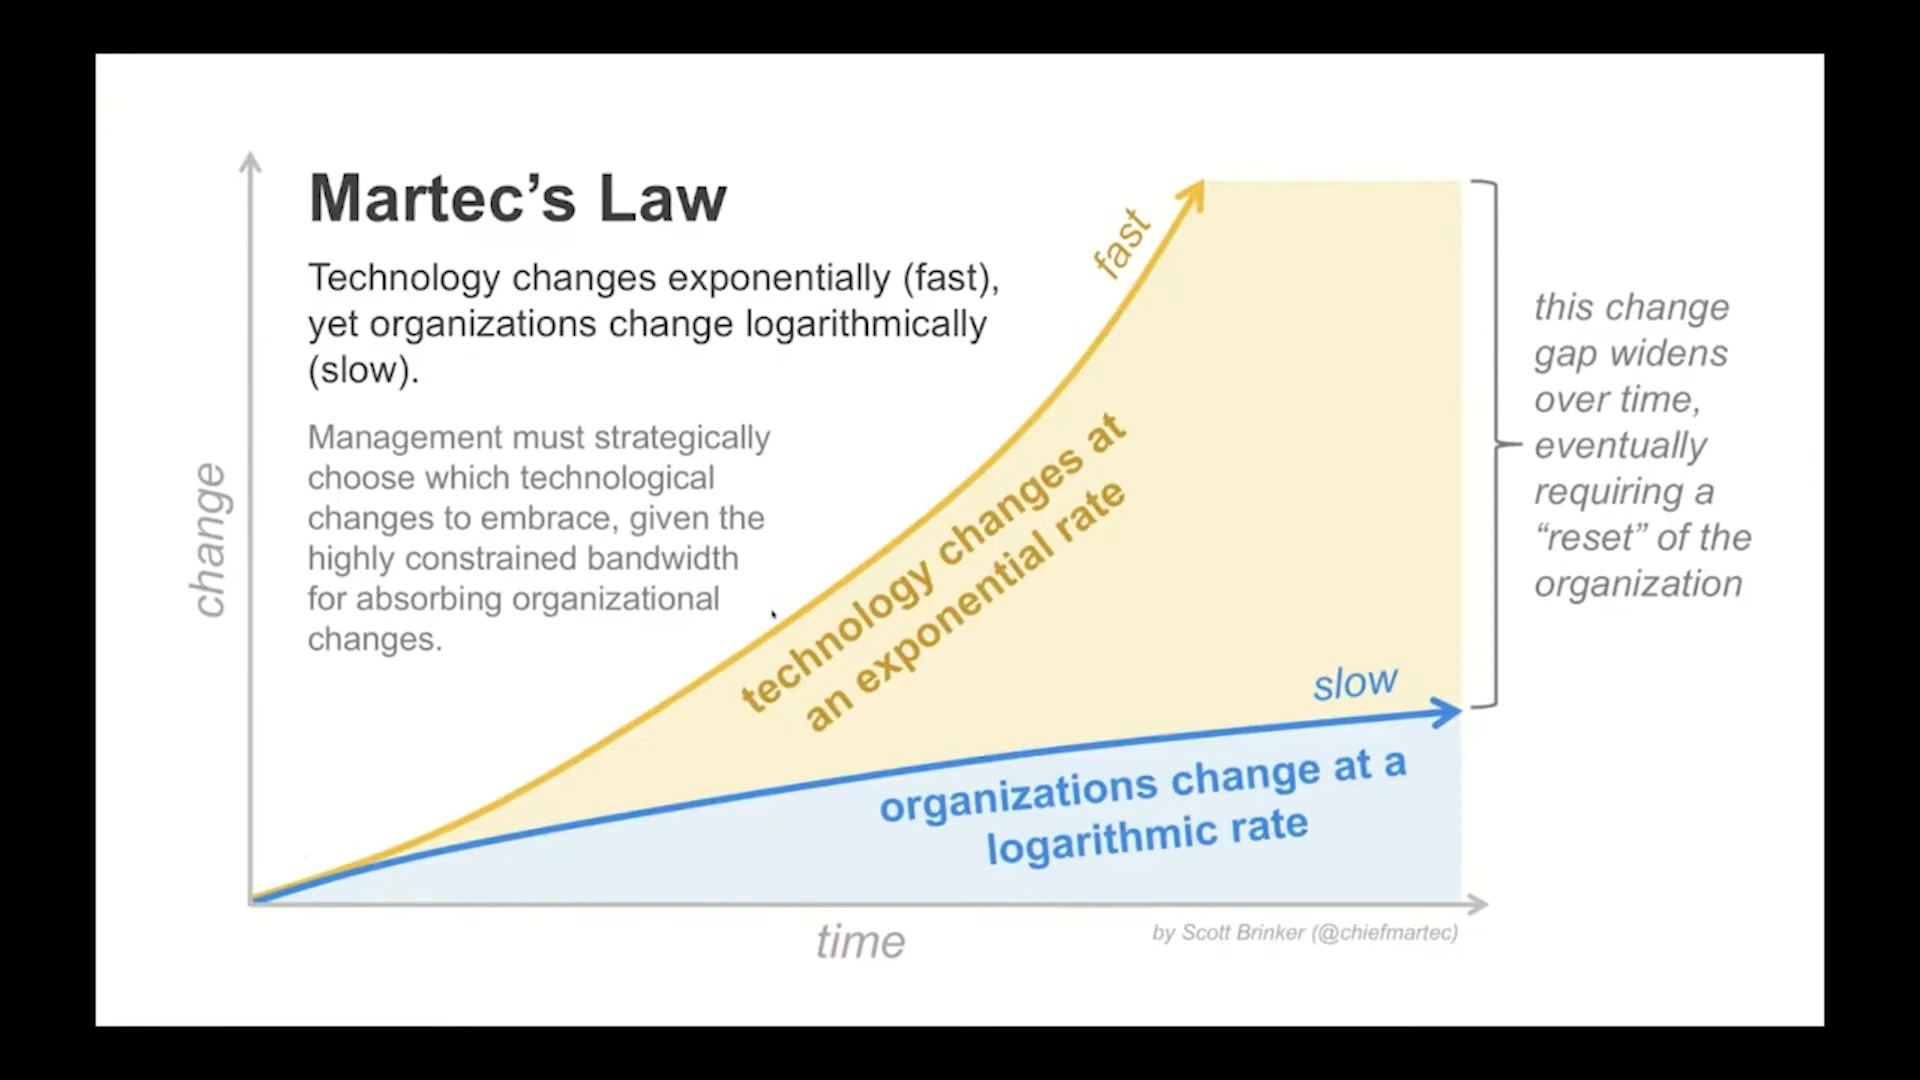 Martec’s Law
Technology changes exponentially (fast),
yet organizations change logarithmically
(slow).
Management must strategically
choose which technological
changes to embrace, given the
highly constrained bandwidth
for absorbing organizational
changes.
change
fast
technology changes at
an exponential rate
slow
organizations change at a
logarithmic rate
this change
gap widens
over time,
eventually
requiring a
“reset” of the
organization
time
by Scott Brinker (@chiefmartec)